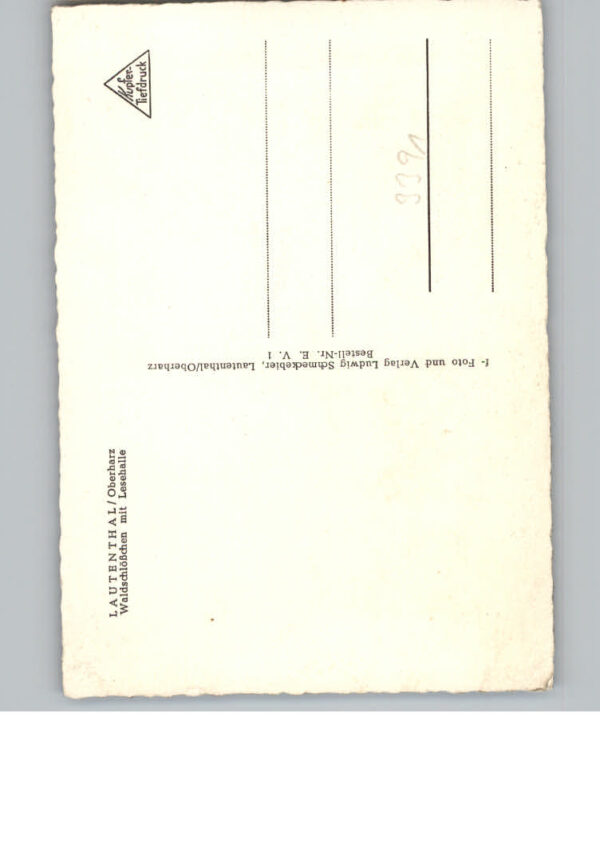 LAUTENTHAL / Oberharz
Waldschlößchen mit Lesehalle
f- Foto und Verlag Ludwig Schmeckebier, Lautenthal/Oberharz
Bestell-Nr. E. V. 1
f
Kupfer-
Tiefdruck